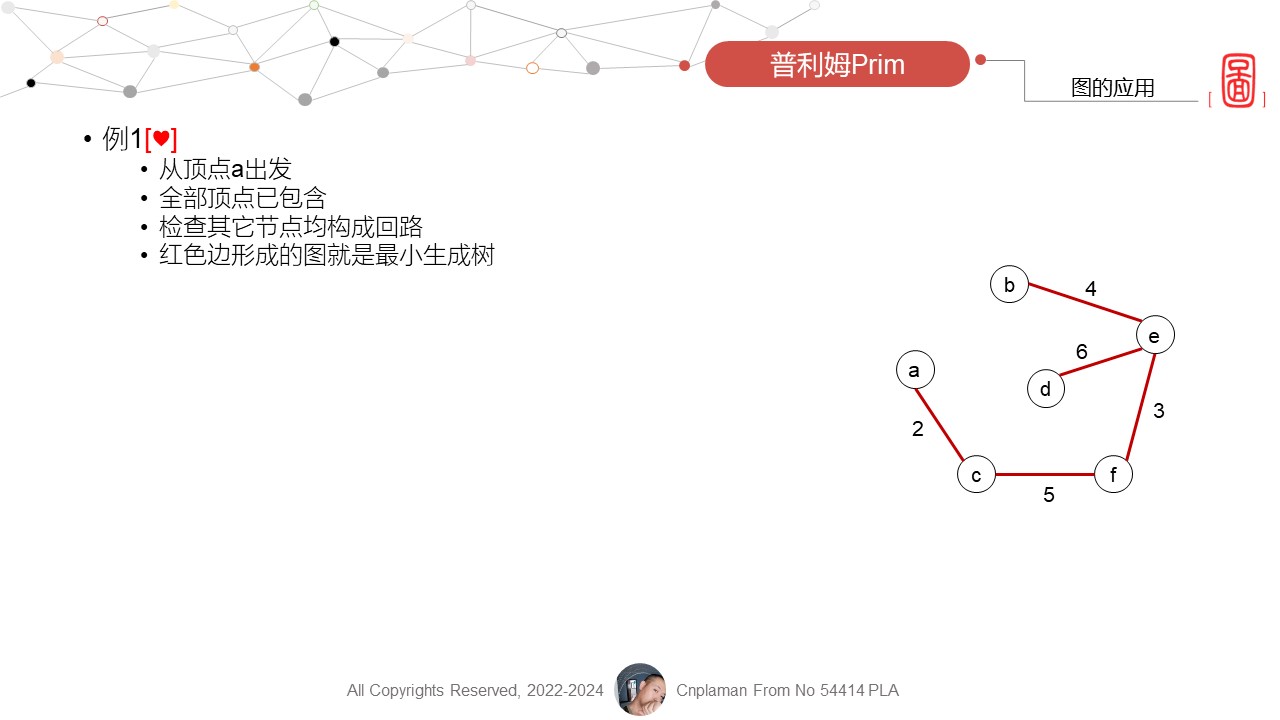 普利姆Prim
图的应用
[圖]
• 例1[♥]
• 从顶点a出发
• 全部顶点已包含
• 检查其它节点均构成回路
• 红色边形成的图就是最小生成树
b
4
e
6
a
d
3
2
c
f
5
All Copyrights Reserved, 2022-2024
Cnplaman From No 54414 PLA